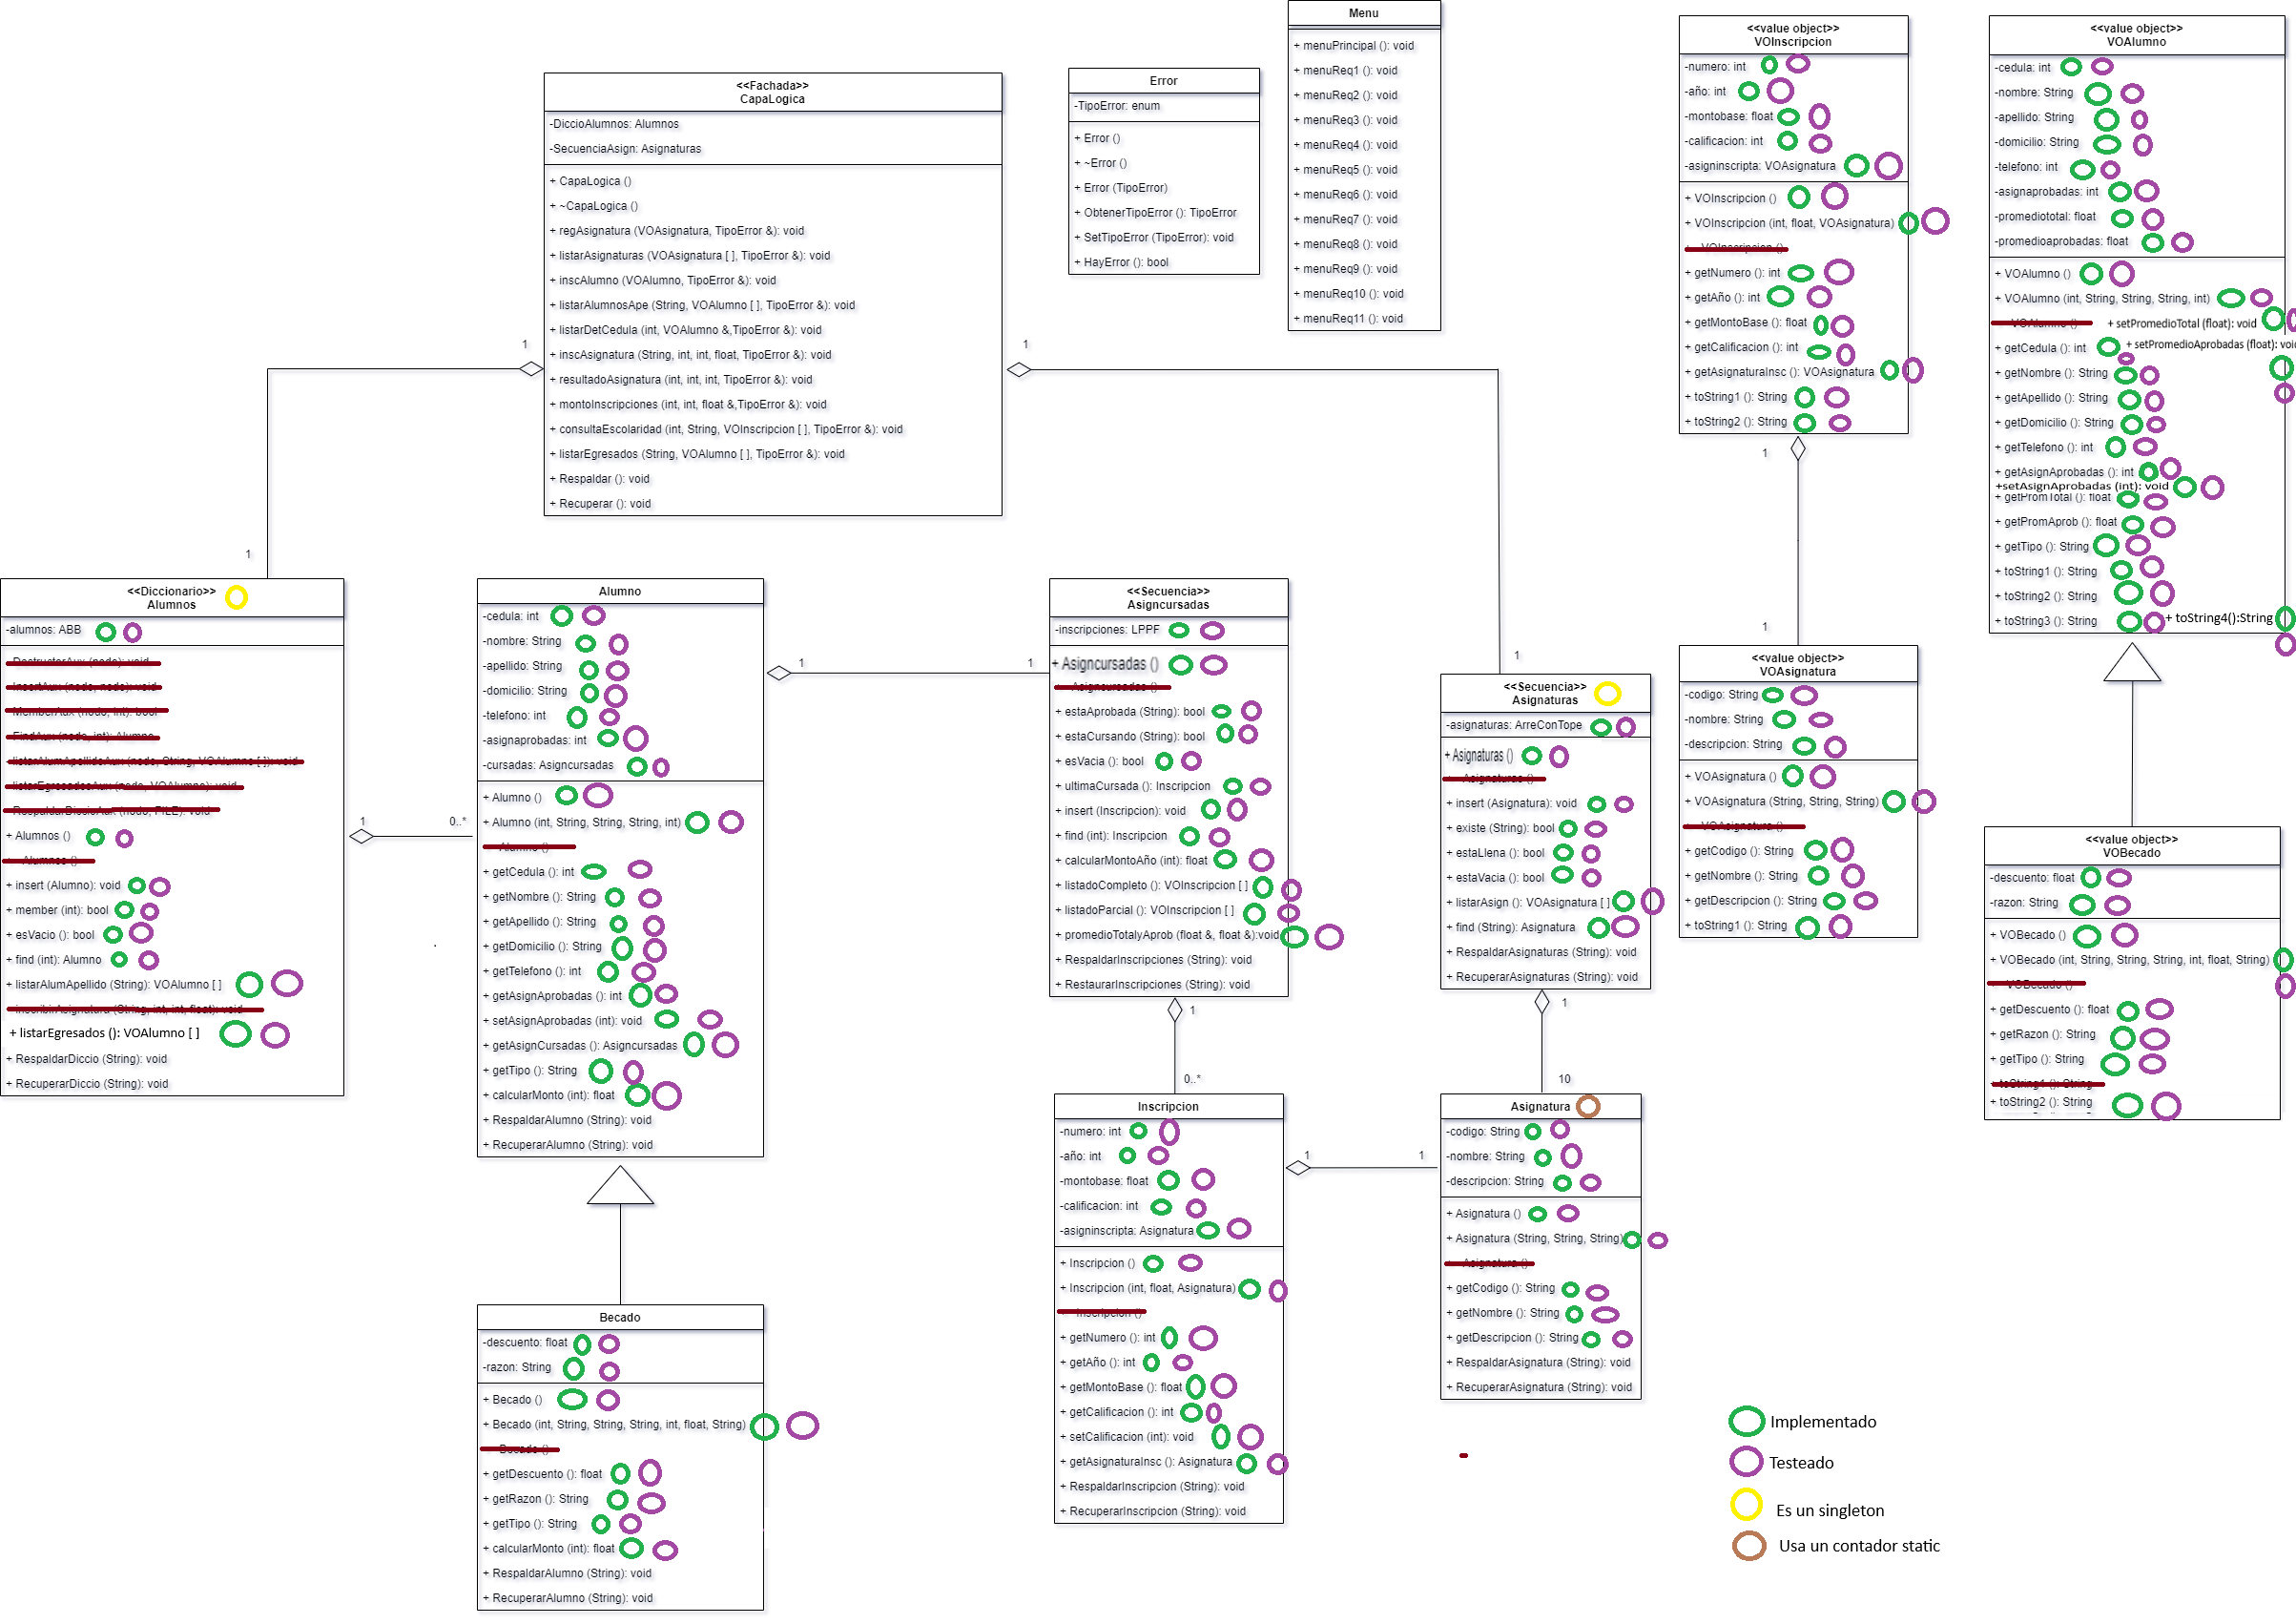 Menu
+ menuPrincipal (): void
+ menuReq1 (): void
+ menuReq2 (): void
+ menuReq3 (): void
+ menuReq4 (): void
+ menuReq5 (): void
+ menuReq6 (): void
+ menuReq7 (): void
+ menuReq8 (): void
+ menuReq9 (): void
+ menuReq10 (): void
+ menuReq11 (): void
Error
-TipoError: enum
+ Error ()
+ ~Error ()
+ Error (TipoError)
+ ObtenerTipoError (): TipoError
+ SetTipoError (TipoError): void
+ HayError (): bool
<<Fachada>>
CapaLogica
-DiccioAlumnos: Alumnos
-SecuenciaAsign: Asignaturas
+ CapaLogica ()
+ ~CapaLogica ()
+ regAsignatura (VOAsignatura, TipoError &): void
+ listarAsignaturas (VOAsignatura [ ], TipoError &): void
+ inscAlumno (VOAlumno, TipoError &): void
+ listarAlumnosApe (String, VOAlumno [ ], TipoError &): void
+ listarDetCedula (int, VOAlumno &,TipoError &): void
+ inscAsignatura (String, int, int, float, TipoError &): void
+ resultadoAsignatura (int, int, int, TipoError &): void
+ montoInscripciones (int, int, float &,TipoError &): void
+ consultaEscolaridad (int, String, VOInscripcion [ ], TipoError &): void
+ listarEgresados (String, VOAlumno [ ], TipoError &): void
+ Respaldar (): void
+ Recuperar (): void
1
1
1
1
<<value object>>
VOInscripcion
-numero: int
-año: int
-montobase: float
-calificacion: int
-asigninscripta: VOAsignatura
+ VOInscripcion ()
+ VOInscripcion (int, float, VOAsignatura)
+ getNumero (): int
+ getAño (): int
+ getMontoBase (): float
+ getCalificacion (): int
+ getAsignaturaInsc (): VOAsignatura
+ toString1 (): String
+ toString2 (): String
1
1
<<value object>>
VOAlumno
-cedula: int
-nombre: String
-apellido: String
-domicilio: String
-telefono: int
-asignaprobadas: int
-promediototal: float
-promedioaprobadas: float
+ VOAlumno ()
+ VOAlumno (int, String, String, String, int)
+ setPromedioTotal (float): void
+ getCedula (): int
+ setPromedioAprobadas (float):
+ getNombre (): String
+ getApellido (): String
+ getDomicilio (): String
+ getTelefono (): int
+ getAsignAprobadas (): int
+setAsignAprobadas (int): void
+ getPromTotal (): float
+ getPromAprob (): float
+ getTipo (): String
+ toString1 (): String
+ toString2 (): String
+ toString3 (): String
+ toString4():String
<<Diccionario>>
Alumnos
-alumnos: ABB
DestructorAux (node): void
InsertAux (node, node): void
MemberAux (node, int): bool
FindAux (node, int): Alumno
listarAlumApellidoAux (node, String, VOAlumno [ ]): void
listarEgresadosAux (node, VOAlumno): void
RespaldarDiccioAux (node, FILE): void
+ Alumnos ()
+ insert (Alumno): void
+ member (int): bool
+ esVacio (): bool
+ find (int): Alumno
+ listarAlumApellido (String): VOAlumno [ ]
inscribirAsignatura (String, int, int, float): void
+ listarEgresados (): VOAlumno [ ]
+ RespaldarDiccio (String): void
+ RecuperarDiccio (String): void
1
0..*
Alumno
-cedula: int
-nombre: String
-apellido: String
-domicilio: String
-telefono: int
-asignaprobadas: int
-cursadas: Asigncursadas
+ Alumno ()
+ Alumno (int, String, String, String, int)
+ getCedula (): int
+ getNombre (): String
+ getApellido (): String
+ getDomicilio (): String
+ getTelefono (): int
+ getAsignAprobadas (): int
+ setAsignAprobadas (int): void
+ getAsignCursadas (): Asigncursadas
+ getTipo (): String
+ calcularMonto (int): float
+ RespaldarAlumno (String): void
+ RecuperarAlumno (String): void
1
1
<<Secuencia>>
Asigncursadas
-inscripciones: LPPF
+ Asigncursadas ()
+ estaAprobada (String): bool
+ estaCursando (String): bool
+ esVacia (): bool
+ ultimaCursada (): Inscripcion
+ insert (Inscripcion): void
+ find (int): Inscripcion
+ calcularMontoAño (int): float
+ listadoCompleto (): VOInscripcion [ ]
+ listadoParcial (): VOInscripcion [ ]
+ promedioTotalyAprob (float &, float &):void
+ RespaldarInscripciones (String): void
+ RestaurarInscripciones (String): void
1
0..*
<<Secuencia>>
Asignaturas
-asignaturas: ArreConTope
+ Asignaturas ()
+ insert (Asignatura): void
+ existe (String): bool
+ estaLlena (): bool
+ estaVacia (): bool
+ listarAsign (): VOAsignatura [ ]
+ find (String): Asignatura
+ RespaldarAsignaturas (String): void
+ RecuperarAsignaturas (String): void
1
10
<<value object>>
VOAsignatura
-codigo: String
-nombre: String
-descripcion: String
+ VOAsignatura ()
+ VOAsignatura (String, String, String)
+ getCodigo (): String
+ getNombre (): String
+ getDescripcion (): String
+ toString1 (): String
<<value object>>
VOBecado
-descuento: float
-razon: String
+ VOBecado ()
+ VOBecado (int, String, String, String, int, float, String)
+ getDescuento (): float
+ getRazon (): String
+ getTipo (): String
toString1 (): String
+ toString2 (): String
Becado
-descuento: float
-razon: String
+ Becado ()
+ Becado (int, String, String, String, int, float, String)
+ getDescuento (): float
+ getRazon (): String
+ getTipo (): String
+ calcularMonto (int): float
+ RespaldarAlumno (String): void
+ RecuperarAlumno (String): void
Inscripcion
-numero: int
-año: int
-montobase: float
-calificacion: int
-asigninscripta: Asignatura
+ Inscripcion ()
+ Inscripcion (int, float, Asignatura)
+ getNumero (): int
+ getAño (): int
+ getMontoBase (): float
+ getCalificacion (): int
+ setCalificacion (int): void
+ getAsignaturaInsc (): Asignatura
+ RespaldarInscripcion (String): void
+ RecuperarInscripcion (String): void
1
1
Asignatura
-codigo: String
-nombre: String
-descripcion: String
+ Asignatura ()
+ Asignatura (String, String, String)
+ getCodigo (): String
+ getNombre (): String
+ getDescripcion (): String
+ RespaldarAsignatura (String): void
+ RecuperarAsignatura (String): void
Implementado
Testeado
Es un singleton
Usa un contador static